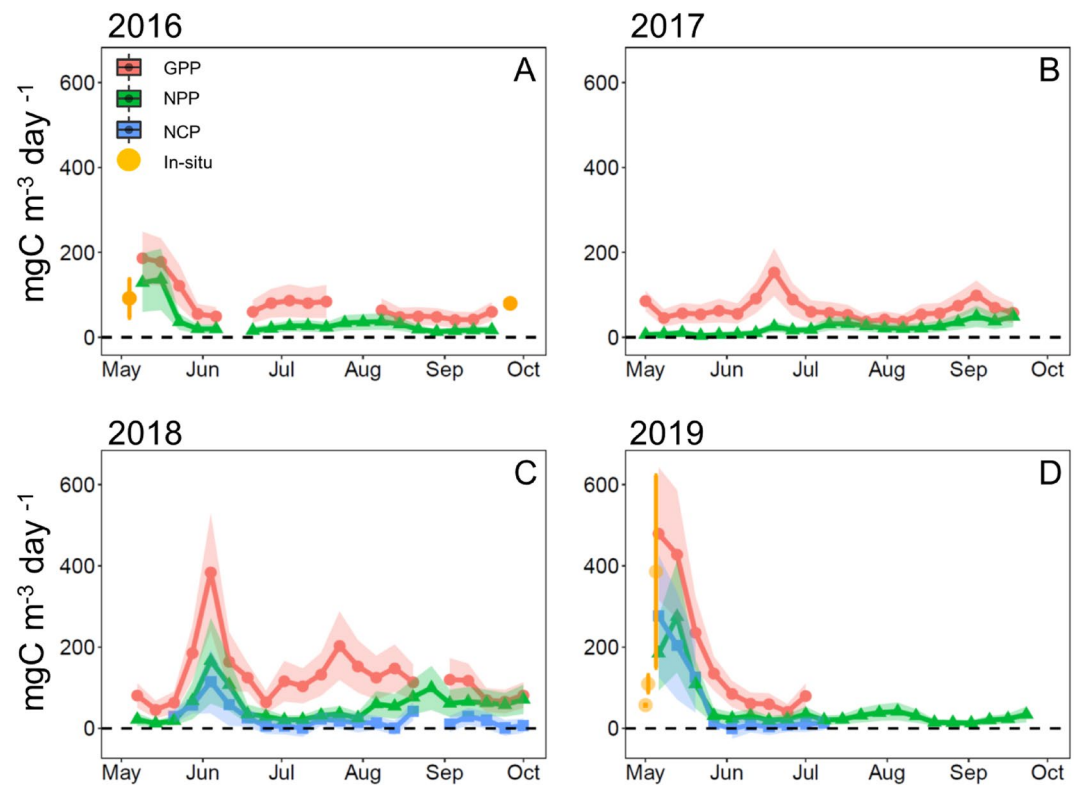 2016
2017
A
GPP
NPP
NCP
In-situ
600
400
200
0
mgC m-3 day -1
May Jun Jul Aug Sep Oct
B
600
400
200
0
May Jun Jul Aug Sep Oct
2018
2019
C
600
400
200
0
mgC m-3 day -1
May Jun Jul Aug Sep Oct
D
600
400
200
0
May Jun Jul Aug Sep Oct